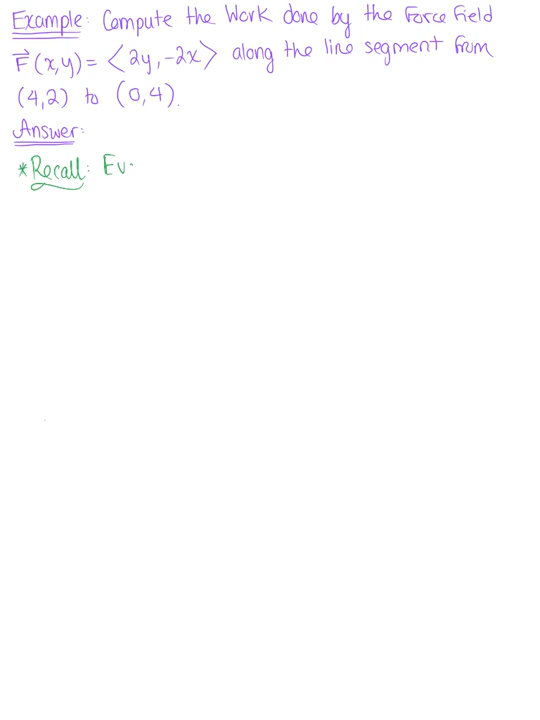 Example: Compute the Work done by the Force Field
F⃗(x,y) = ⟨2y, -2x⟩ along the line segment from
(4,2) to (0,4).
Answer:
*Recall: Ev